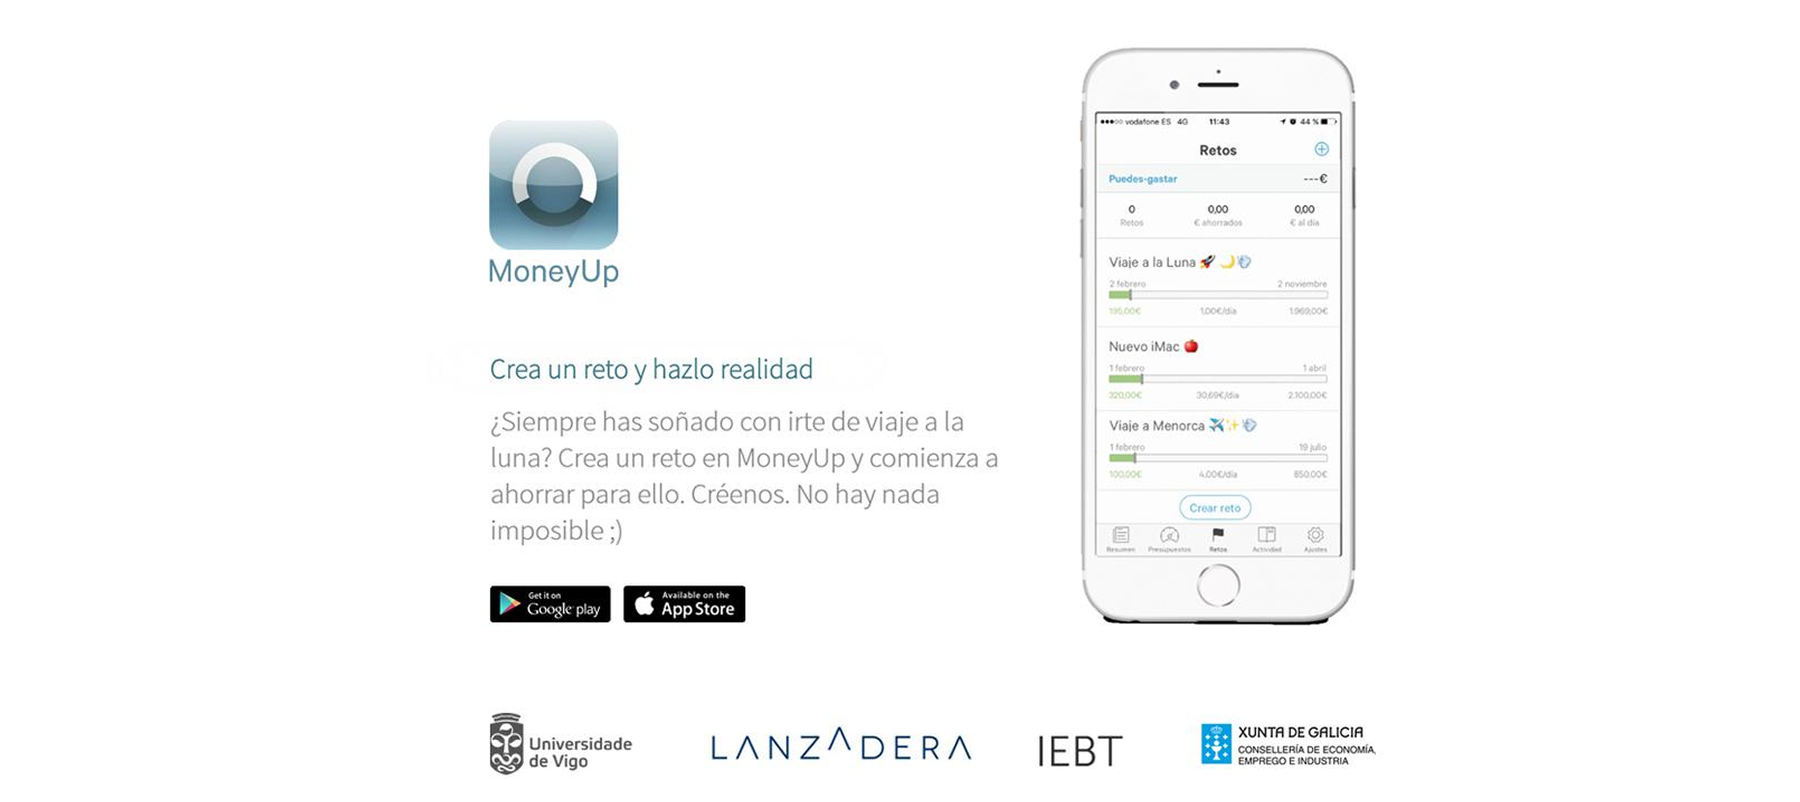 MoneyUp
Crea un reto y hazlo realidad
¿Siempre has soñado con irte de viaje a la
luna? Crea un reto en MoneyUp y comienza a
ahorrar para ello. Créenos. No hay nada
imposible ;)
Get it on
Google play
Available on the
App Store
vodafone ES 4G 11:43 44 %
Retos
Puedes-gastar ---€
0 0,00 0,00
Retos € ahorrados € al día
Viaje a la Luna 🚀 🌙💨
2 febrero 2 noviembre
195,00€ 1,00€/día 1.969,00€
Nuevo iMac 🍎
1 febrero 1 abril
320,00€ 30,69€/día 2.100,00€
Viaje a Menorca ✈️✨💨
1 febrero 19 julio
100,00€ 4,00€/día 850,00€
Crear reto
Resumen Presupuestos Retos Actividad Ajustes
Universidade
de Vigo
LANZADERA
IEBT
XUNTA DE GALICIA
CONSELLERÍA DE ECONOMÍA,
EMPREGO E INDUSTRIA